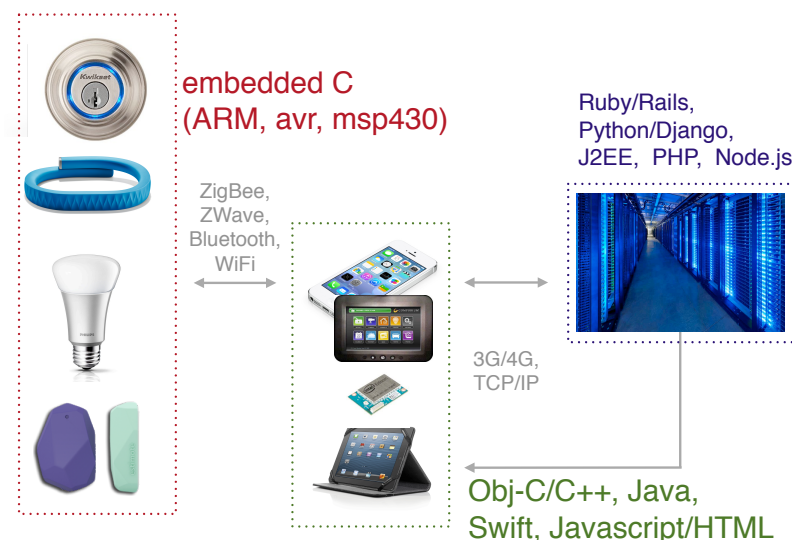 Kwikset
embedded C
(ARM, avr, msp430)
Ruby/Rails,
Python/Django,
J2EE, PHP, Node.js
ZigBee,
ZWave,
Bluetooth,
WiFi
3G/4G,
TCP/IP
PHILIPS
Obj-C/C++, Java,
Swift, Javascript/HTML